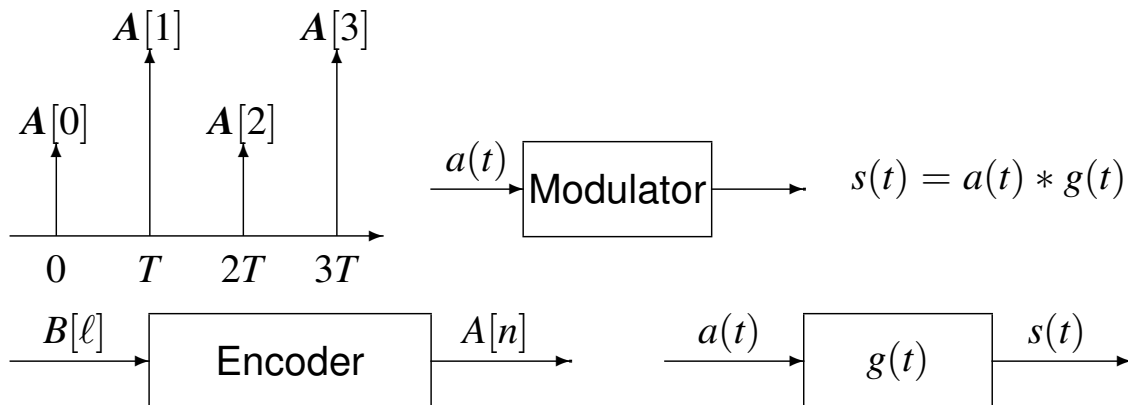 A[1] A[3]
A[0] A[2]
a(t) Modulator s(t) = a(t) ∗ g(t)
0 T 2T 3T
B[ℓ] Encoder A[n] a(t) g(t) s(t)